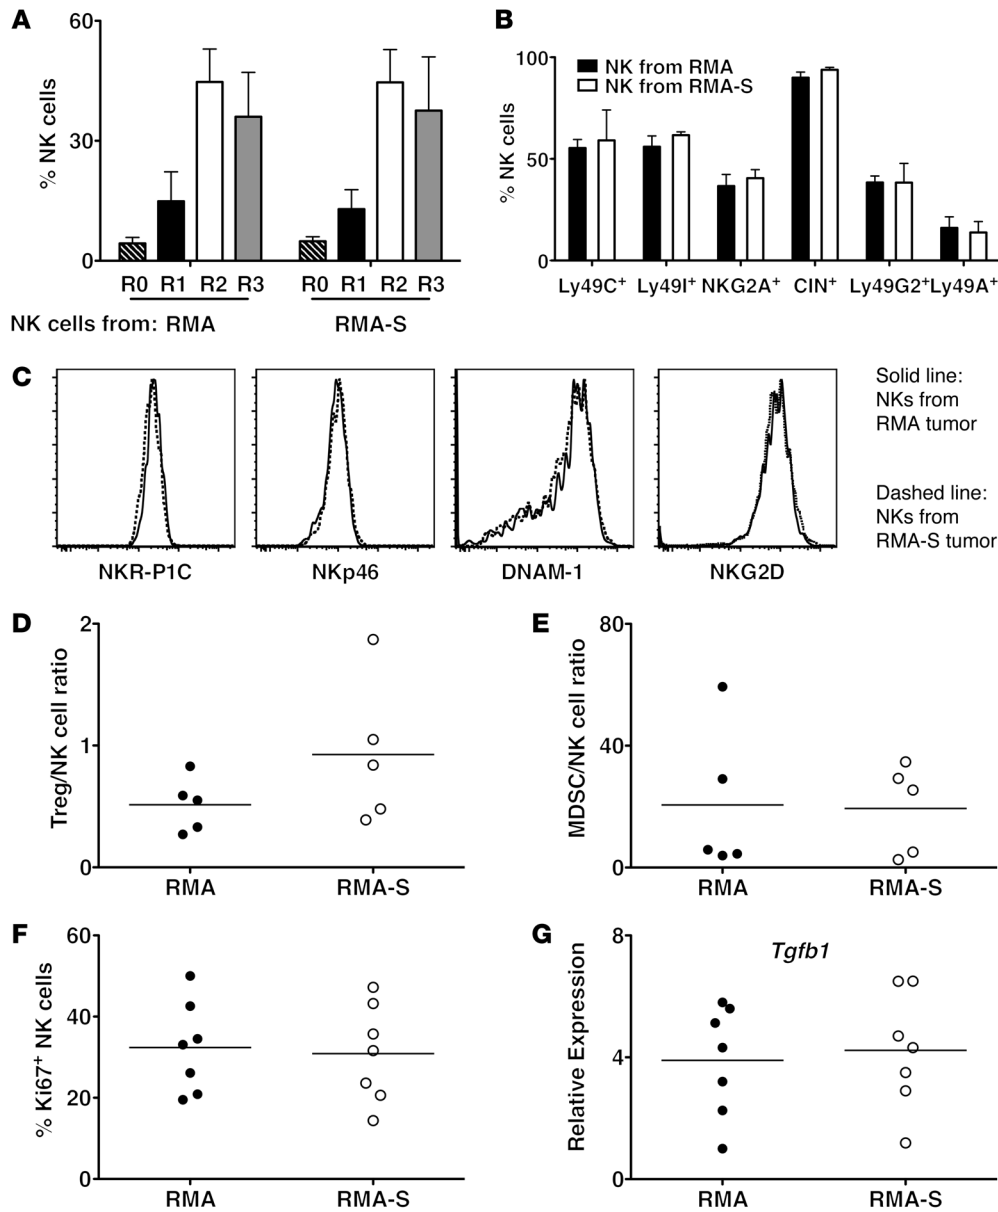 A
60
30
0
% NK cells
R0 R1 R2 R3 R0 R1 R2 R3
NK cells from: RMA RMA-S
B
100
50
0
% NK cells
NK from RMA
NK from RMA-S
Ly49C+ Ly49I+ NKG2A+ CIN+ Ly49G2+ Ly49A+
C
NKR-P1C NKp46 DNAM-1 NKG2D
Solid line:
NKs from
RMA tumor
Dashed line:
NKs from
RMA-S tumor
D
2
1
0
Treg/NK cell ratio
RMA RMA-S
E
80
40
0
MDSC/NK cell ratio
RMA RMA-S
F
60
40
20
0
% Ki67+ NK cells
RMA RMA-S
G
8
4
0
Relative Expression
Tgfb1
RMA RMA-S